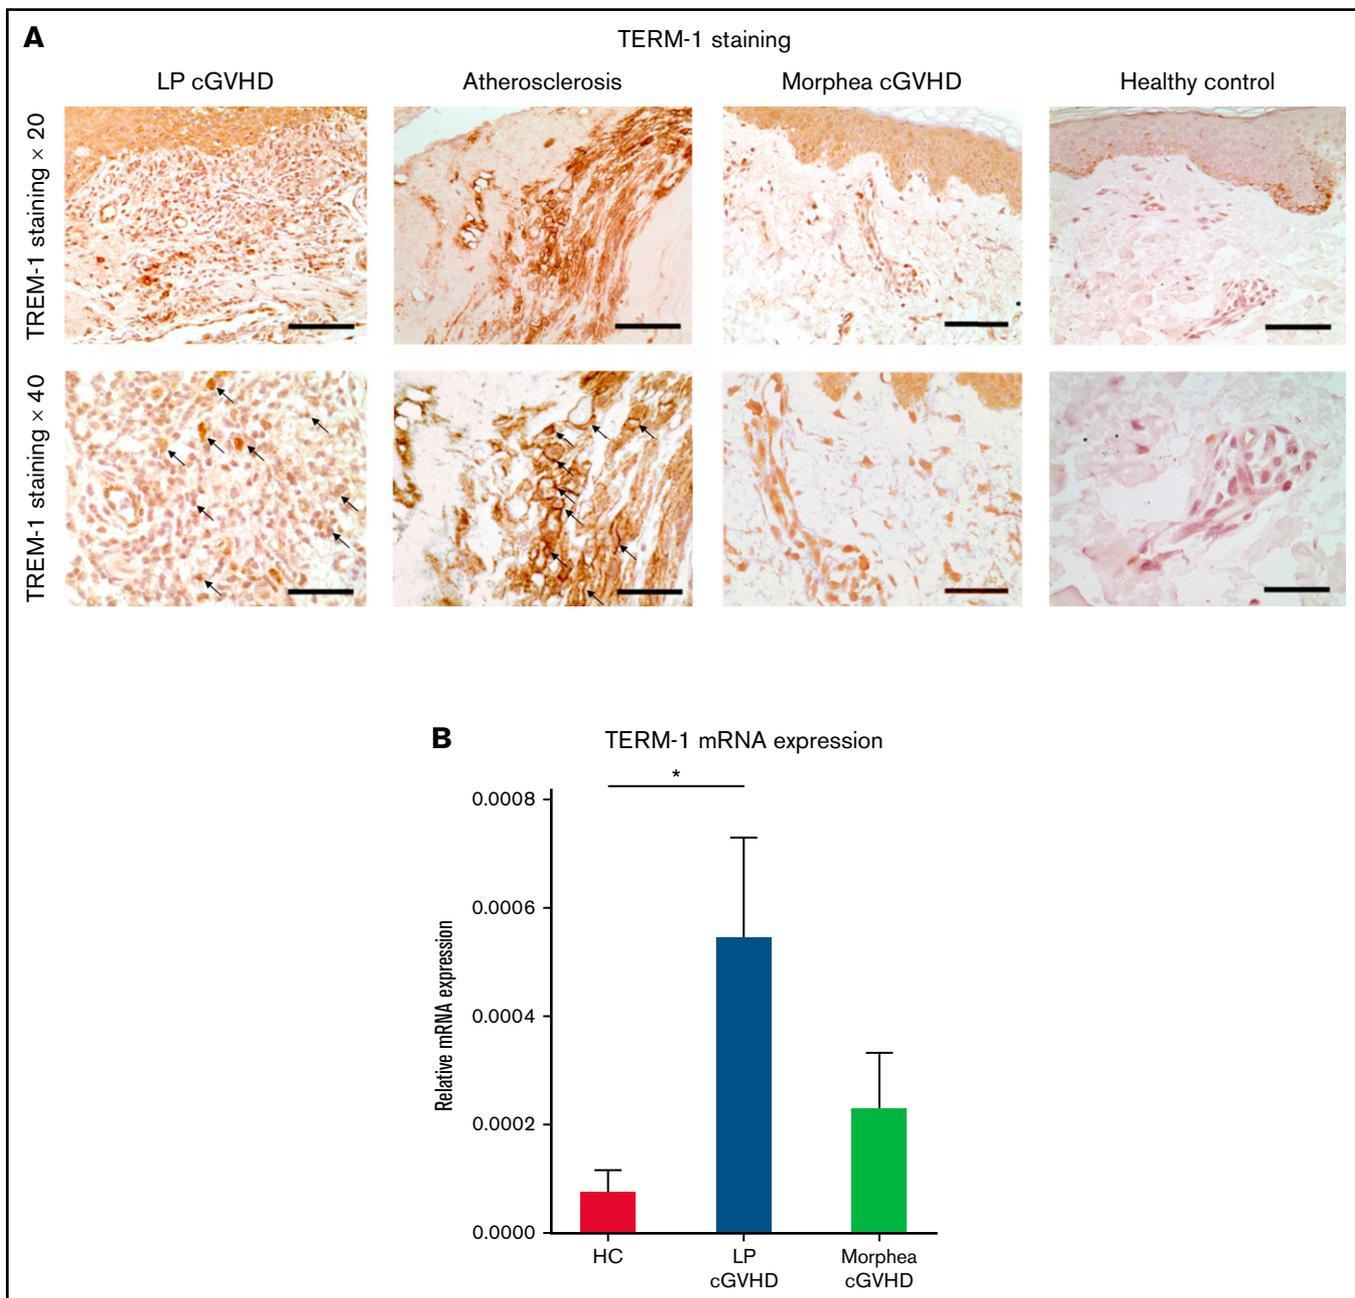 A
TERM-1 staining
LP cGVHD
Atherosclerosis
Morphea cGVHD
Healthy control
TREM-1 staining × 20
TREM-1 staining × 40
B
TERM-1 mRNA expression
*
Relative mRNA expression
0.0008
0.0006
0.0004
0.0002
0.0000
HC
LP
cGVHD
Morphea
cGVHD